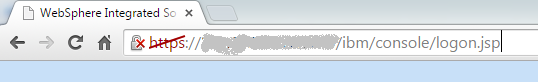 WebSphere Integrated So
https:// /ibm/console/logon.jsp